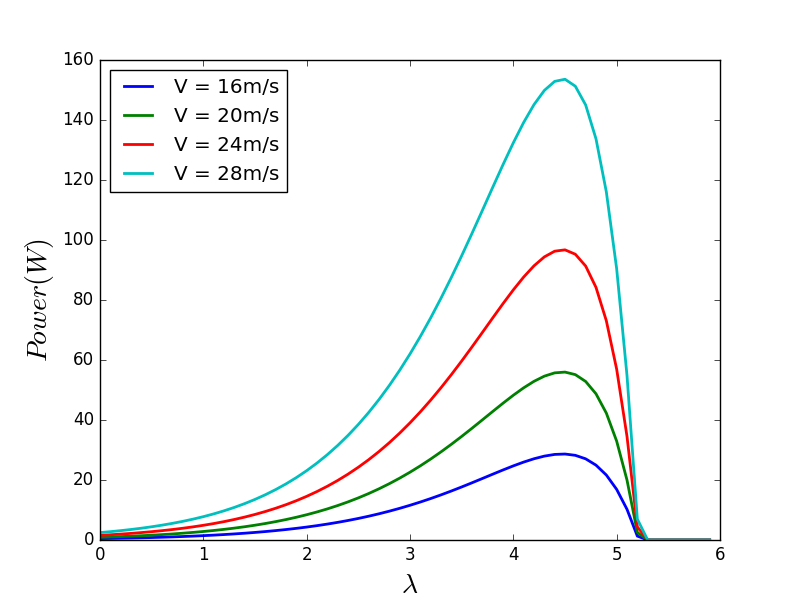 160
140
120
100
80
60
40
20
0
V = 16m/s
V = 20m/s
V = 24m/s
V = 28m/s
Power(W)
0 1 2 3 4 5 6
λ